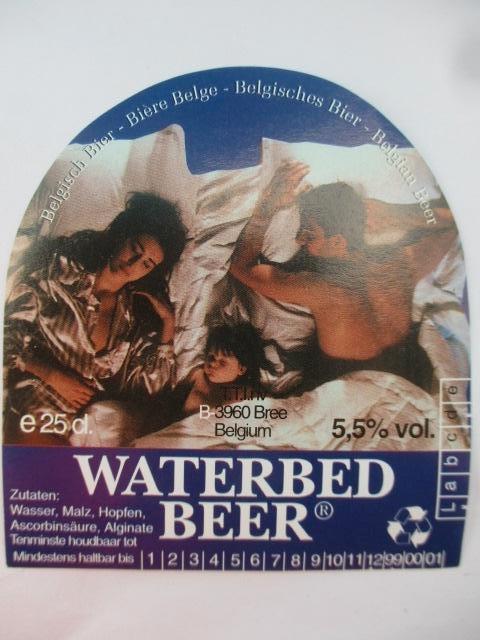 Belgisch Bier - Bière Belge - Belgisches Bier - Belgian Beer
T.T.I.nv
B-3960 Bree
Belgium
e 25 cl.
5,5% vol.
L a b c d e
WATERBED
BEER®
Zutaten:
Wasser, Malz, Hopfen,
Ascorbinsäure, Alginate
Tenminste houdbaar tot
Mindestens haltbar bis 1 2 3 4 5 6 7 8 9 10 11 12 99 00 01